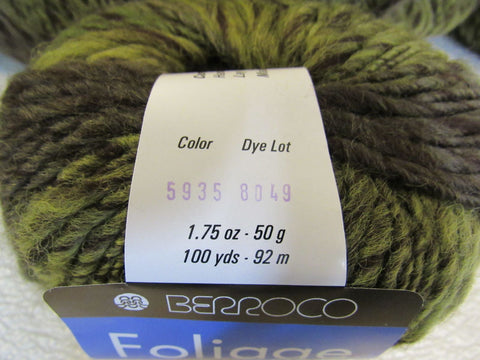 Color Dye Lot
5935 8049
1.75 oz - 50 g
100 yds - 92 m
BERROCO
Foliage